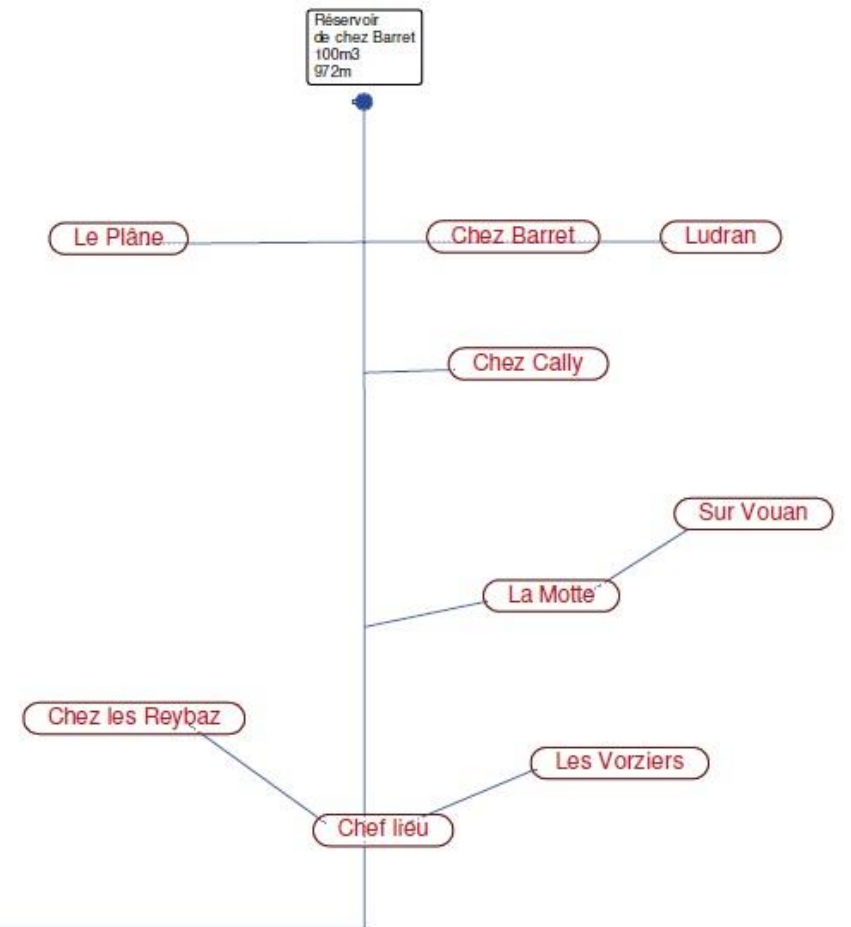 Réservoir
de chez Barret
100m3
972m
Le Plâne
Chez Barret
Ludran
Chez Cally
Sur Vouan
La Motte
Chez les Reybaz
Les Vorziers
Chef lieu